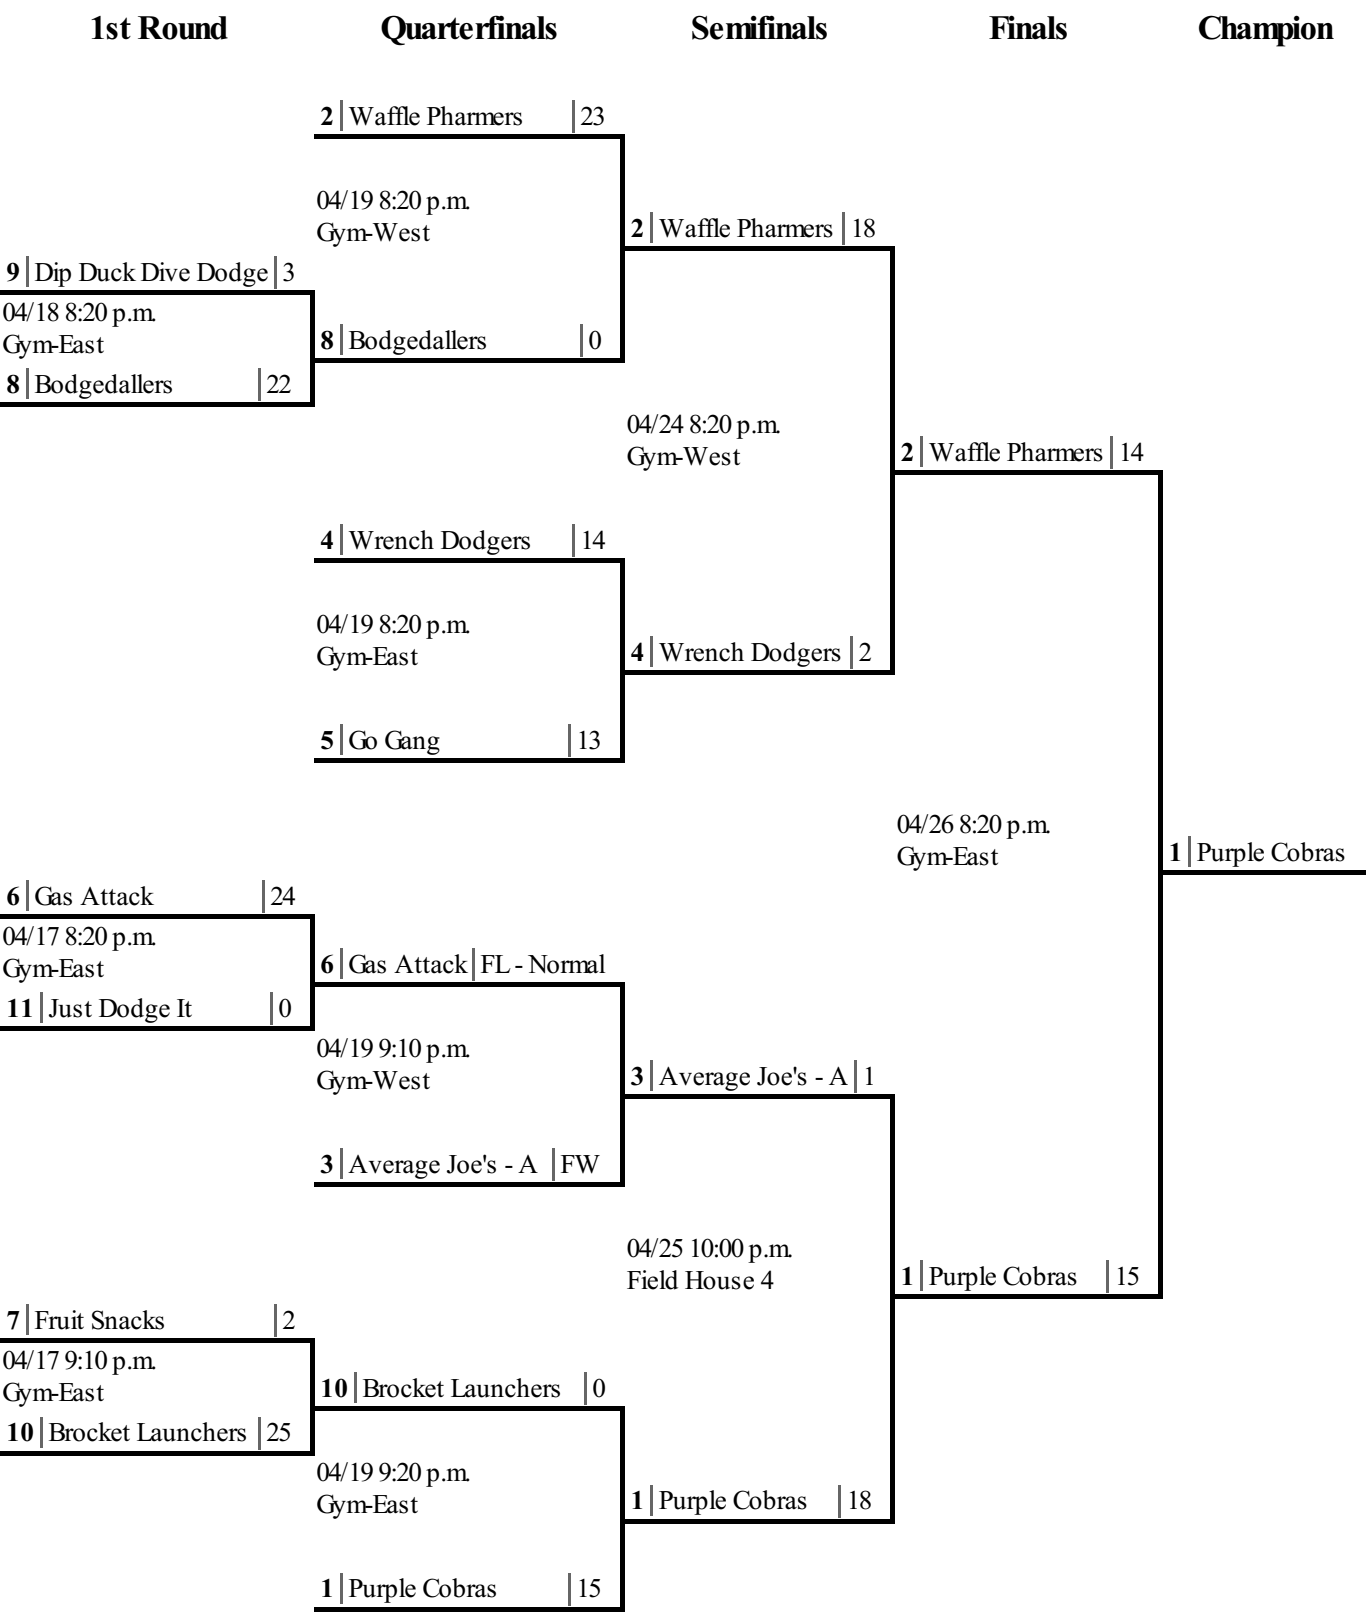 1st Round
Quarterfinals
Semifinals
Finals
Champion
2 Waffle Pharmers 23
04/19 8:20 p.m.
Gym-West
2 Waffle Pharmers 18
9 Dip Duck Dive Dodge 3
04/18 8:20 p.m.
Gym-East
8 Bodgedallers 0
8 Bodgedallers 22
04/24 8:20 p.m.
Gym-West
2 Waffle Pharmers 14
4 Wrench Dodgers 14
04/19 8:20 p.m.
Gym-East
4 Wrench Dodgers 2
5 Go Gang 13
04/26 8:20 p.m.
Gym-East
1 Purple Cobras
6 Gas Attack 24
04/17 8:20 p.m.
Gym-East
6 Gas Attack FL - Normal
11 Just Dodge It 0
04/19 9:10 p.m.
Gym-West
3 Average Joe's - A 1
3 Average Joe's - A FW
04/25 10:00 p.m.
Field House 4
1 Purple Cobras 15
7 Fruit Snacks 2
04/17 9:10 p.m.
Gym-East
10 Brocket Launchers 0
10 Brocket Launchers 25
04/19 9:20 p.m.
Gym-East
1 Purple Cobras 18
1 Purple Cobras 15